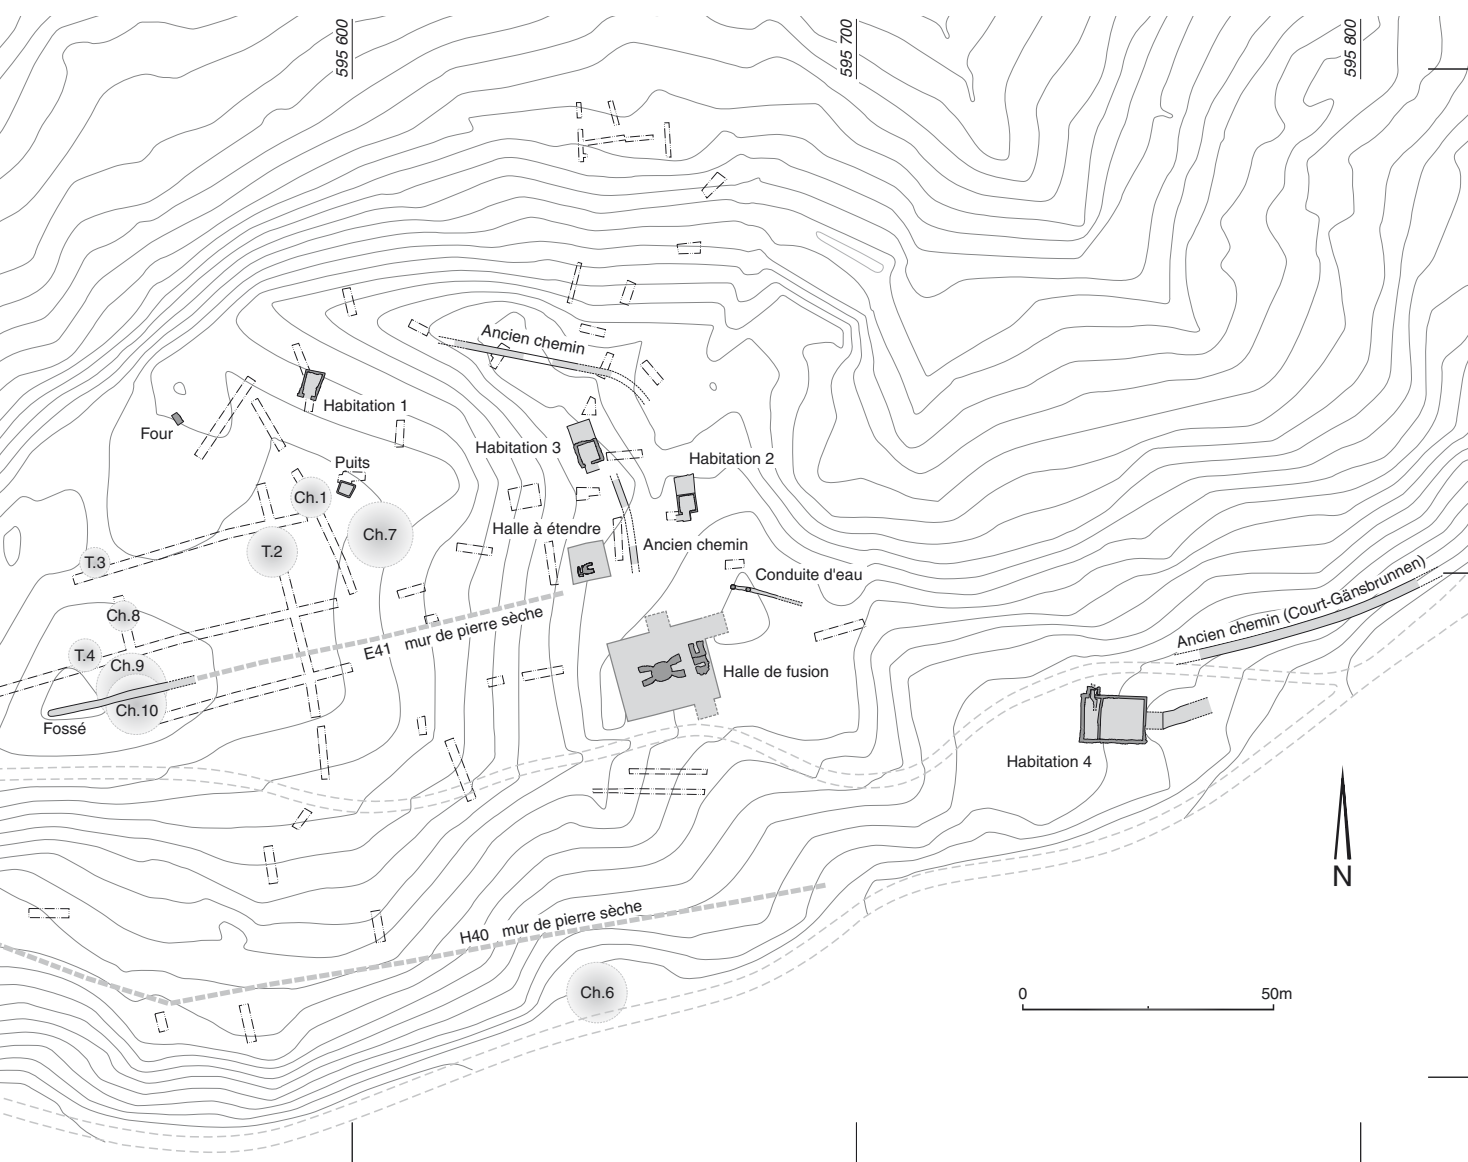 595 600
595 700
595 800
Ancien chemin
Habitation 1
Four
Habitation 3
Habitation 2
Puits
Ch.1
Ch.7
Halle à étendre
Ancien chemin
T.2
T.3
Conduite d'eau
Ancien chemin (Court-Gänsbrunnen)
Ch.8
E41 mur de pierre sèche
T.4
Ch.9
Halle de fusion
Ch.10
Fossé
Habitation 4
N
H40 mur de pierre sèche
Ch.6
0 50m